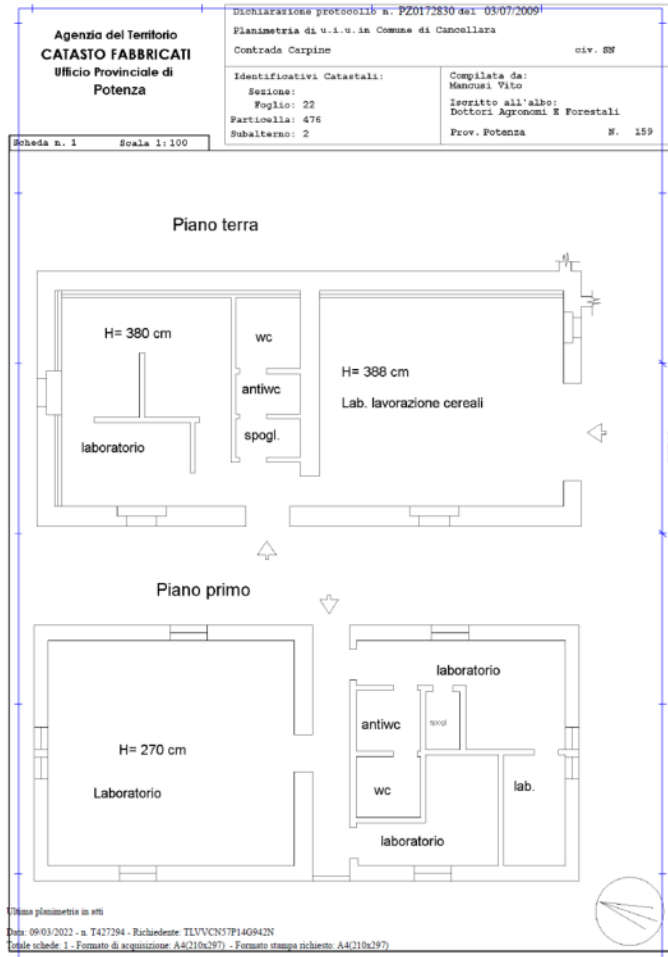 Agenzia del Territorio
CATASTO FABBRICATI
Ufficio Provinciale di
Potenza
Dichiarazione protocollo n. PZ0172830 del 03/07/2009
Planimetria di u.i.u. in Comune di Cancellara
Contrada Carpine civ. SN
Identificativi Catastali:
Sezione:
Foglio: 22
Particella: 476
Subalterno: 2
Compilata da:
Mancusi Vito
Iscritto all'albo:
Dottori Agronomi E Forestali
Prov. Potenza N. 159
Scheda n. 1 Scala 1:100
Piano terra
H= 380 cm
wc
H= 388 cm
antiwc
Lab. lavorazione cereali
spogl.
laboratorio
Piano primo
laboratorio
antiwc
spogl.
H= 270 cm
Laboratorio
wc
lab.
laboratorio
Ultima planimetria in atti
Data: 09/03/2022 - n. T427294 - Richiedente: TLVVCN57P14G942N
Totale schede: 1 - Formato di acquisizione: A4(210x297) - Formato stampa richiesto: A4(210x297)